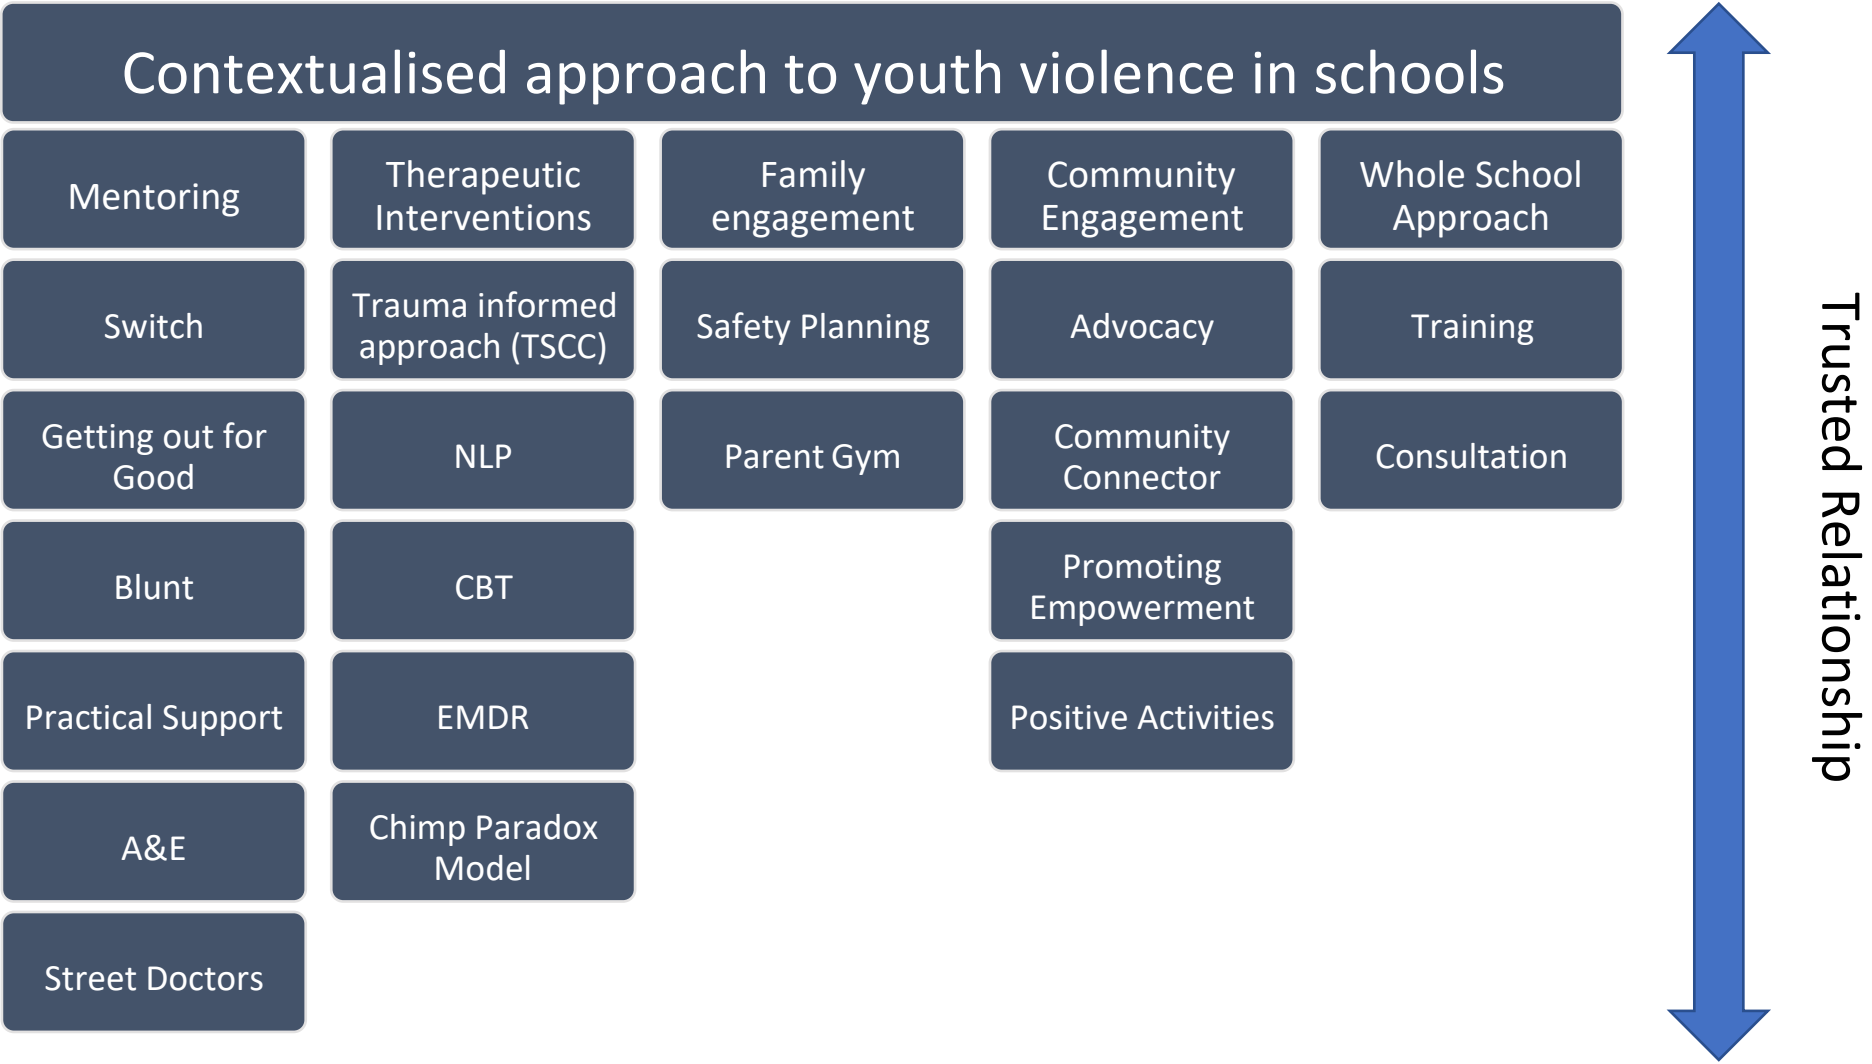 Contextualised approach to youth violence in schools
Mentoring
Therapeutic
Interventions
Family
engagement
Community
Engagement
Whole School
Approach
Switch
Trauma informed
approach (TSCC)
Safety Planning
Advocacy
Training
Getting out for
Good
NLP
Parent Gym
Community
Connector
Consultation
Blunt
CBT
Promoting
Empowerment
Practical Support
EMDR
Positive Activities
A&E
Chimp Paradox
Model
Street Doctors
Trusted Relationship